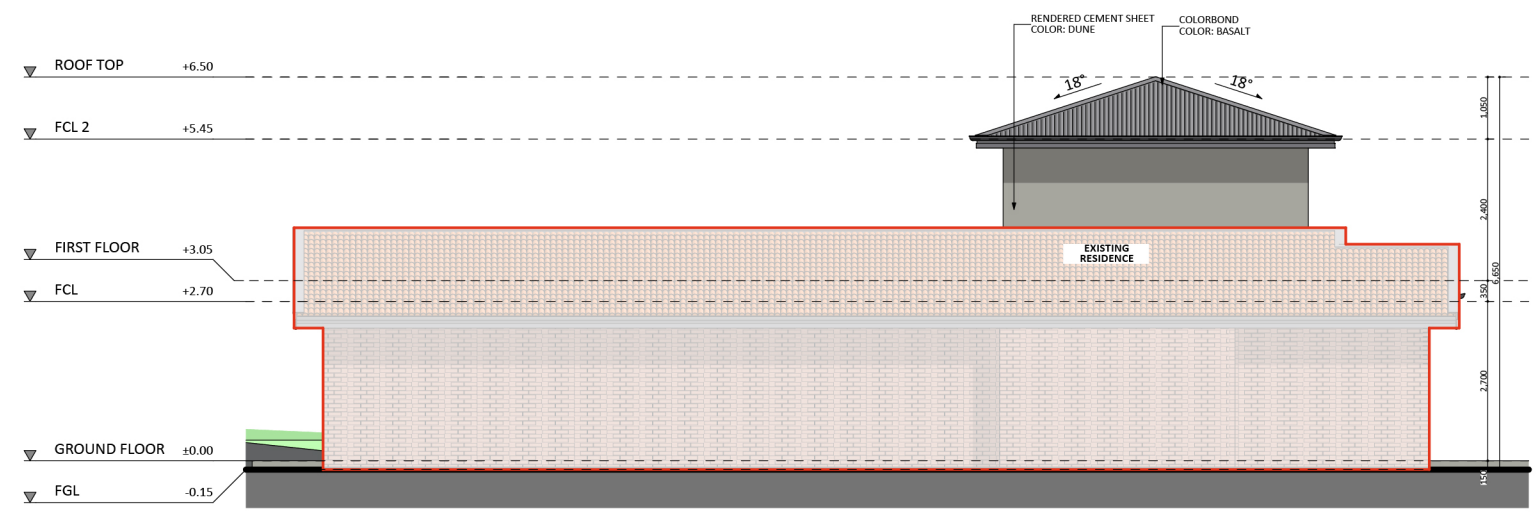 RENDERED CEMENT SHEET
COLOR: DUNE
COLORBOND
COLOR: BASALT
ROOF TOP +6.50
18° 18°
1,050
FCL 2 +5.45
2,400
FIRST FLOOR +3.05
EXISTING
RESIDENCE
6,650
350
FCL +2.70
2,700
GROUND FLOOR ±0.00
FGL -0.15